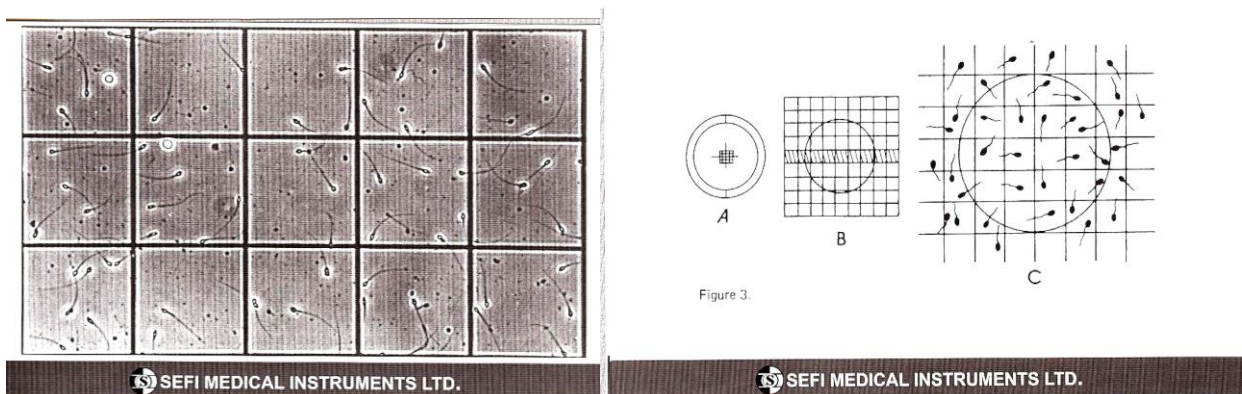 SEFI MEDICAL INSTRUMENTS LTD.
A
B
C
Figure 3.
SEFI MEDICAL INSTRUMENTS LTD.